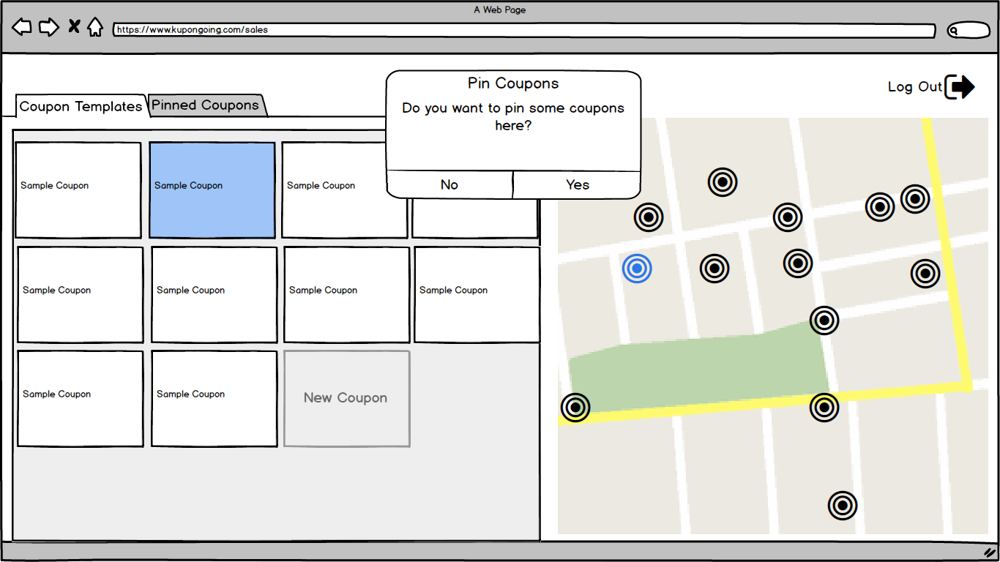 A Web Page
https://www.kupongoing.com/sales
Pin Coupons
Do you want to pin some coupons
here?
No
Yes
Log Out
Coupon Templates
Pinned Coupons
Sample Coupon
Sample Coupon
Sample Coupon
Sample Coupon
Sample Coupon
Sample Coupon
Sample Coupon
Sample Coupon
Sample Coupon
New Coupon